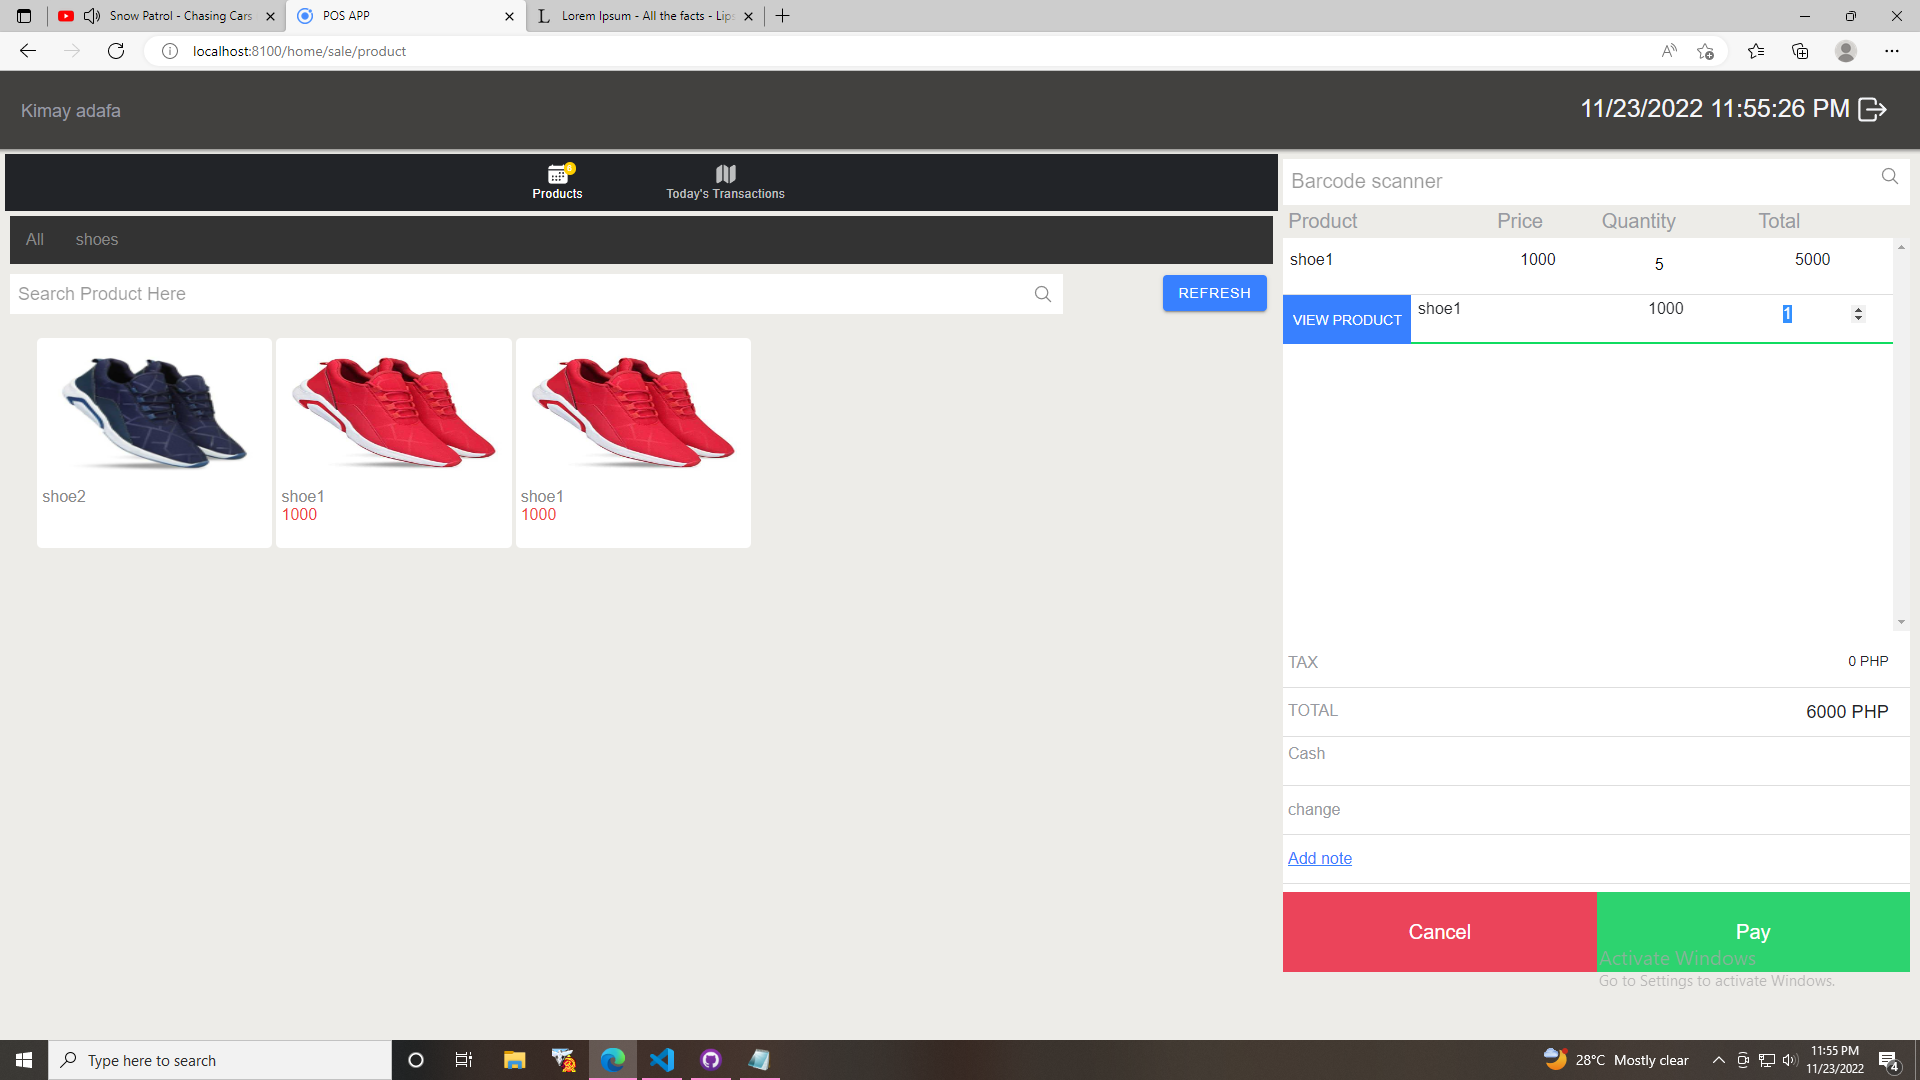 Snow Patrol - Chasing Cars
POS APP
Lorem Ipsum - All the facts - Lips
localhost:8100/home/sale/product
Kimay adafa
11/23/2022 11:55:26 PM
Products
Today's Transactions
All
shoes
Search Product Here
REFRESH
shoe2
shoe1
1000
shoe1
1000
Barcode scanner
Product Price Quantity Total
shoe1 1000 5 5000
VIEW PRODUCT shoe1 1000 1
TAX 0 PHP
TOTAL 6000 PHP
Cash
change
Add note
Cancel
Pay
Activate Windows
Go to Settings to activate Windows.
Type here to search
28°C Mostly clear
11:55 PM
11/23/2022
4